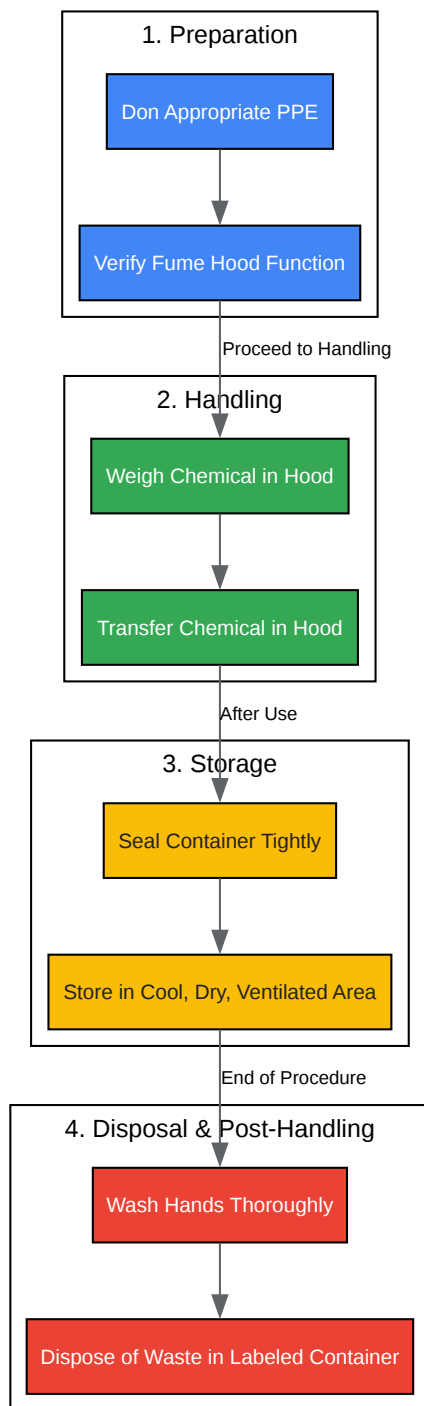 1. Preparation
Don Appropriate PPE
Verify Fume Hood Function
Proceed to Handling
2. Handling
Weigh Chemical in Hood
Transfer Chemical in Hood
After Use
3. Storage
Seal Container Tightly
Store in Cool, Dry, Ventilated Area
End of Procedure
4. Disposal & Post-Handling
Wash Hands Thoroughly
Dispose of Waste in Labeled Container